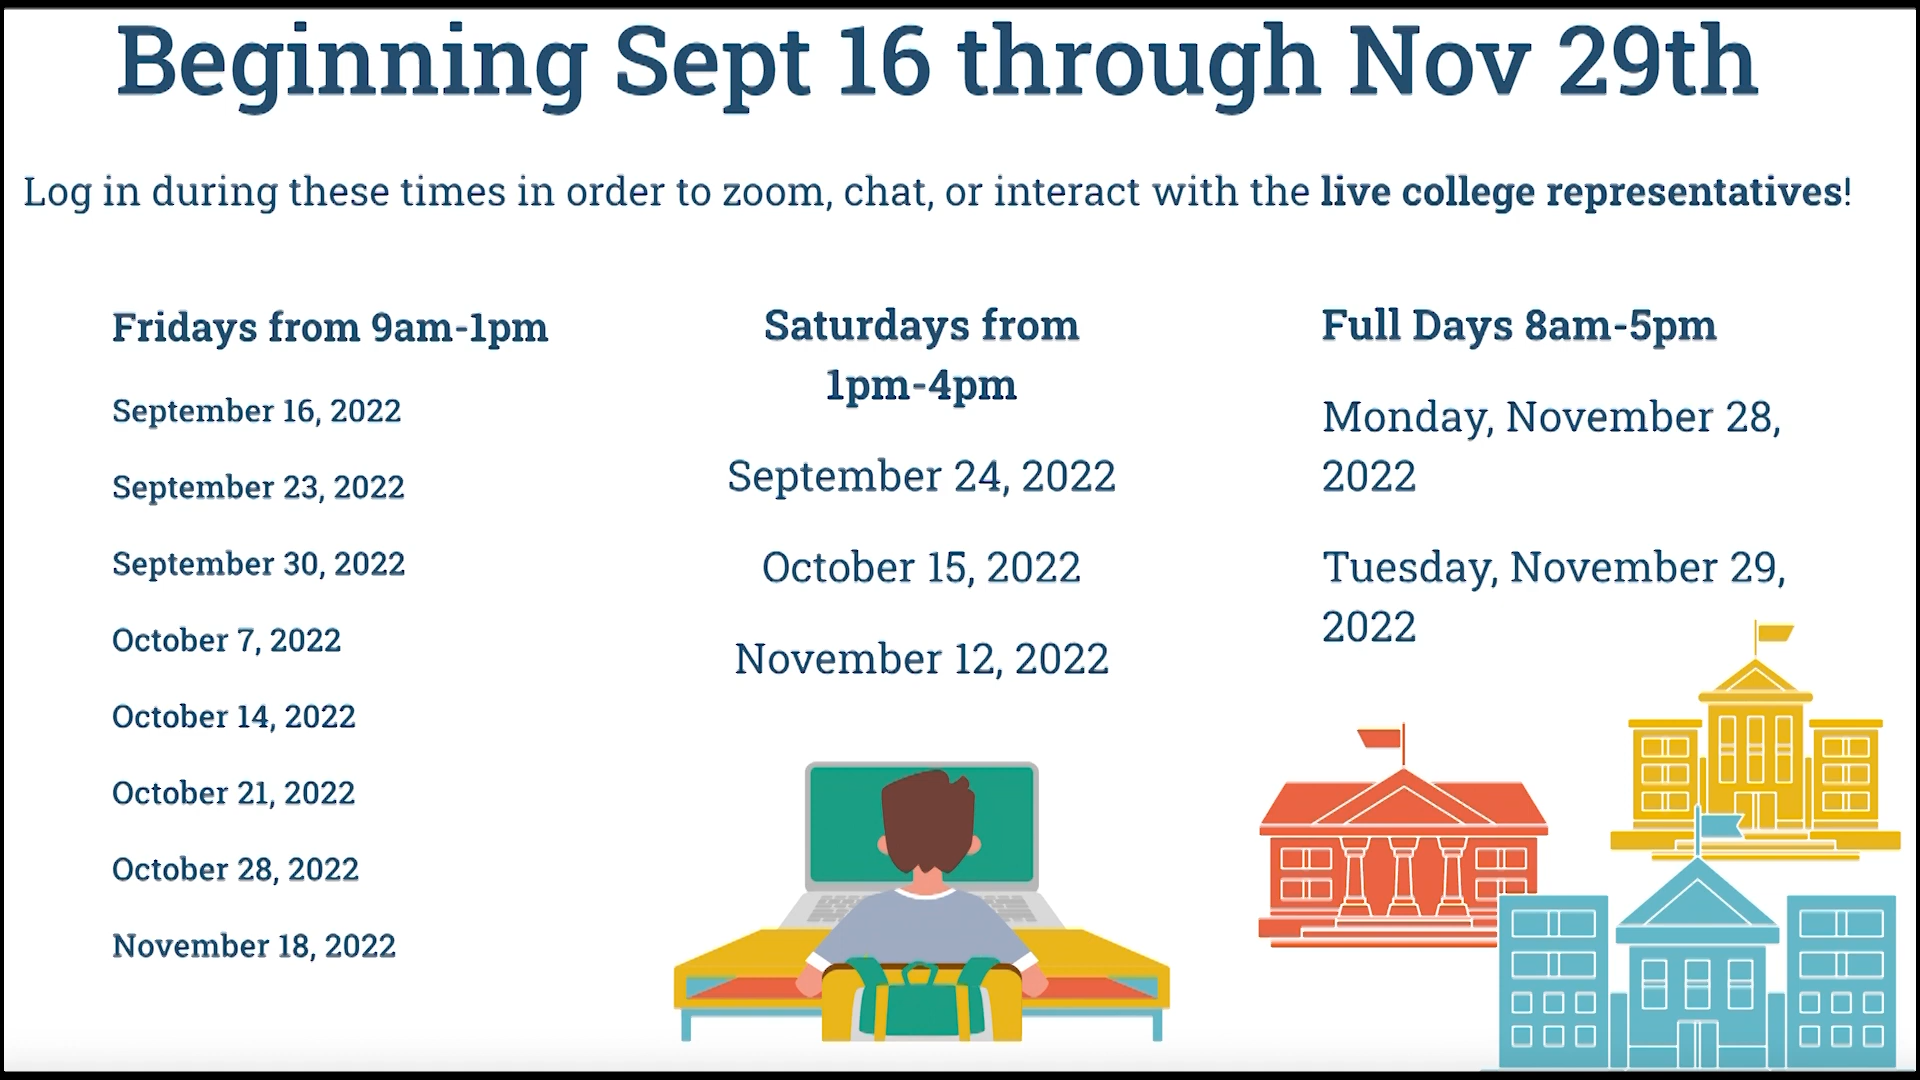 Beginning Sept 16 through Nov 29th
Log in during these times in order to zoom, chat, or interact with the live college representatives!
Fridays from 9am-1pm
September 16, 2022
September 23, 2022
September 30, 2022
October 7, 2022
October 14, 2022
October 21, 2022
October 28, 2022
November 18, 2022
Saturdays from
1pm-4pm
September 24, 2022
October 15, 2022
November 12, 2022
Full Days 8am-5pm
Monday, November 28,
2022
Tuesday, November 29,
2022